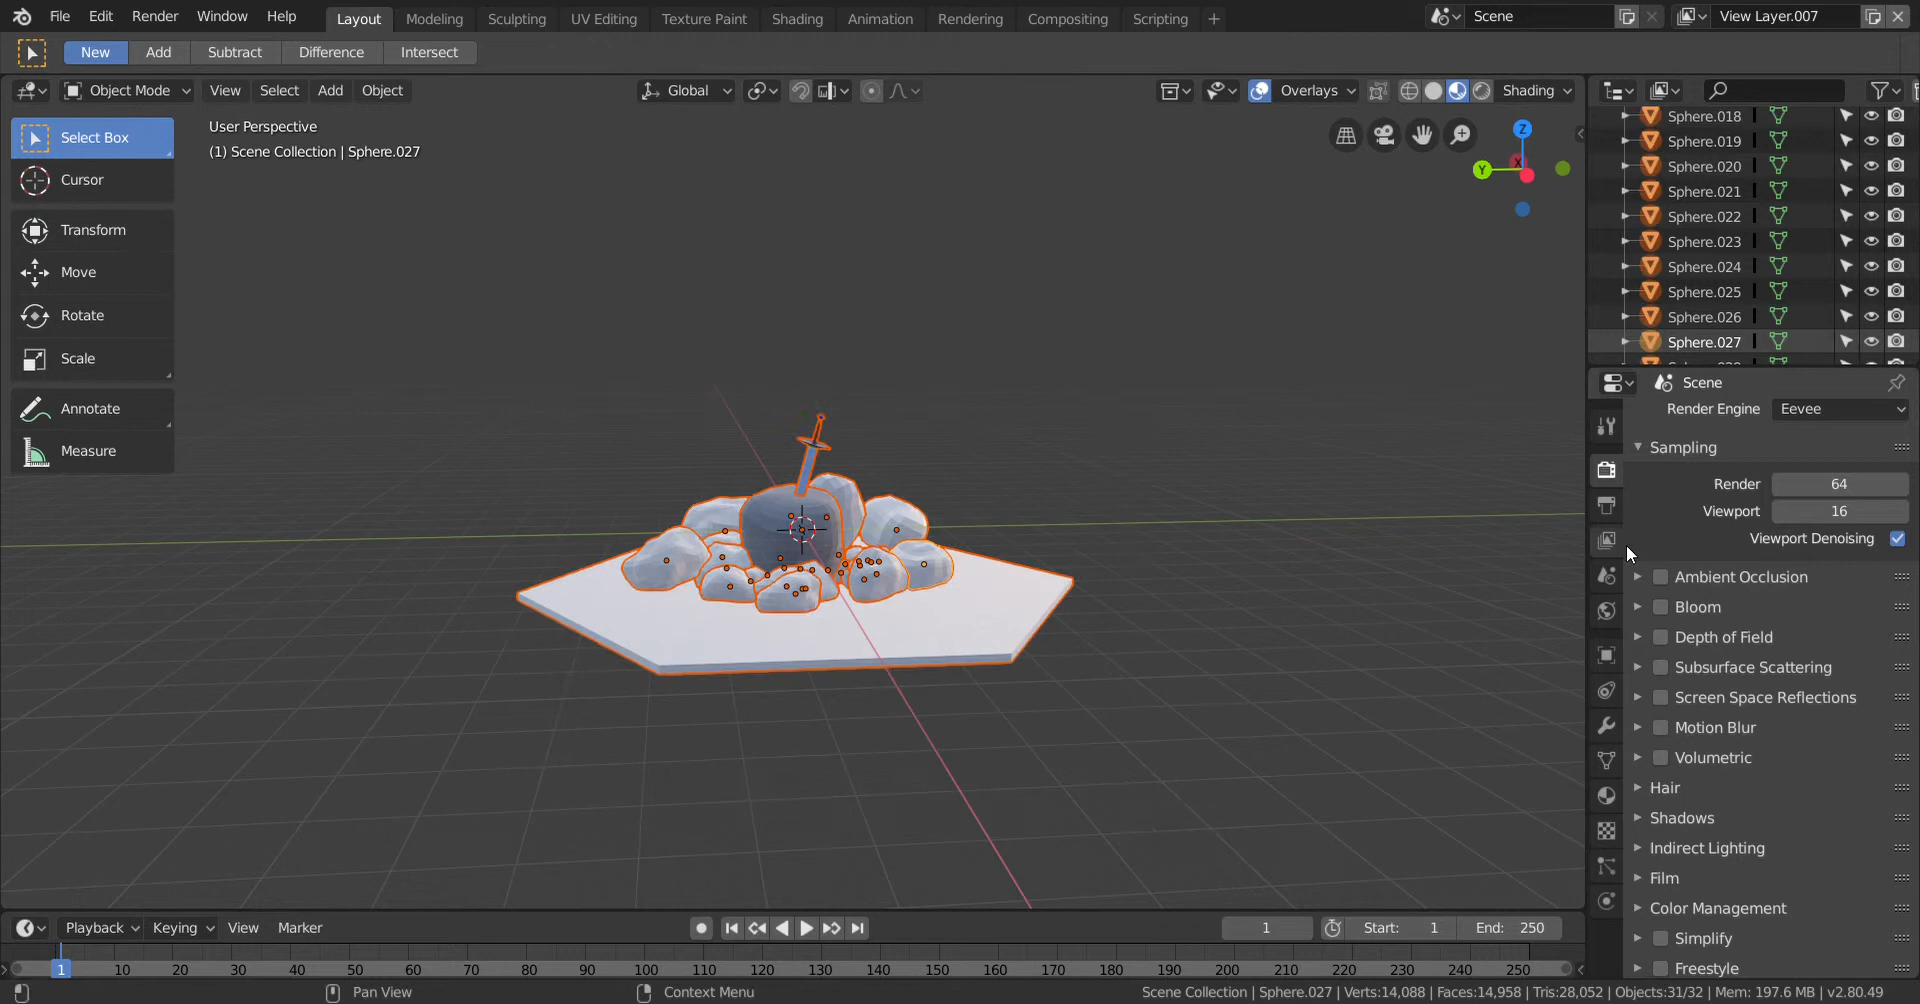 File Edit Render Window Help Layout Modeling Sculpting UV Editing Texture Paint Shading Animation Rendering Compositing Scripting + Scene View Layer.007
New Add Subtract Difference Intersect
Object Mode View Select Add Object Global Overlays Shading
Select Box
Cursor
Transform
Move
Rotate
Scale
Annotate
Measure
User Perspective
(1) Scene Collection | Sphere.027
Z
Y
X
Sphere.018
Sphere.019
Sphere.020
Sphere.021
Sphere.022
Sphere.023
Sphere.024
Sphere.025
Sphere.026
Sphere.027
Scene
Render Engine Eevee
Sampling
Render 64
Viewport 16
Viewport Denoising
Ambient Occlusion
Bloom
Depth of Field
Subsurface Scattering
Screen Space Reflections
Motion Blur
Volumetric
Hair
Shadows
Indirect Lighting
Film
Color Management
Simplify
Freestyle
Playback Keying View Marker 1 Start: 1 End: 250
1 10 20 30 40 50 60 70 80 90 100 110 120 130 140 150 160 170 180 190 200 210 220 230 240 250
Pan View Context Menu Scene Collection | Sphere.027 | Verts:14,088 | Faces:14,958 | Tris:28,052 | Objects:31/32 | Mem: 197.6 MB | v2.80.49